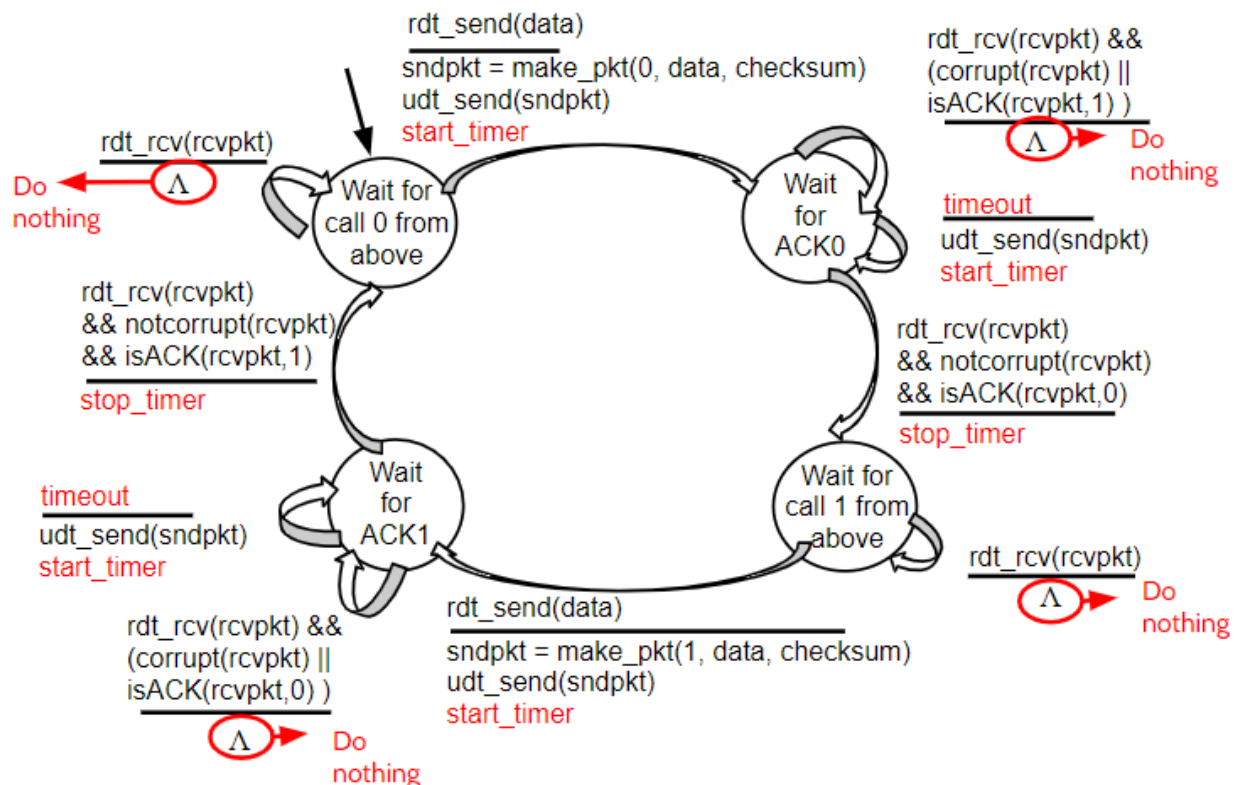 rdt_send(data)
sndpkt = make_pkt(0, data, checksum)
udt_send(sndpkt)
start_timer
rdt_rcv(rcvpkt) &&
(corrupt(rcvpkt) ||
isACK(rcvpkt,1) )
Λ
Do
nothing
rdt_rcv(rcvpkt)
Λ
Do
nothing
Wait for
call 0 from
above
Wait
for
ACK0
timeout
udt_send(sndpkt)
start_timer
rdt_rcv(rcvpkt)
&& notcorrupt(rcvpkt)
&& isACK(rcvpkt,1)
stop_timer
rdt_rcv(rcvpkt)
&& notcorrupt(rcvpkt)
&& isACK(rcvpkt,0)
stop_timer
Wait
for
ACK1
Wait for
call 1 from
above
timeout
udt_send(sndpkt)
start_timer
rdt_rcv(rcvpkt)
Λ
Do
nothing
rdt_send(data)
sndpkt = make_pkt(1, data, checksum)
udt_send(sndpkt)
start_timer
rdt_rcv(rcvpkt) &&
(corrupt(rcvpkt) ||
isACK(rcvpkt,0) )
Λ
Do
nothing